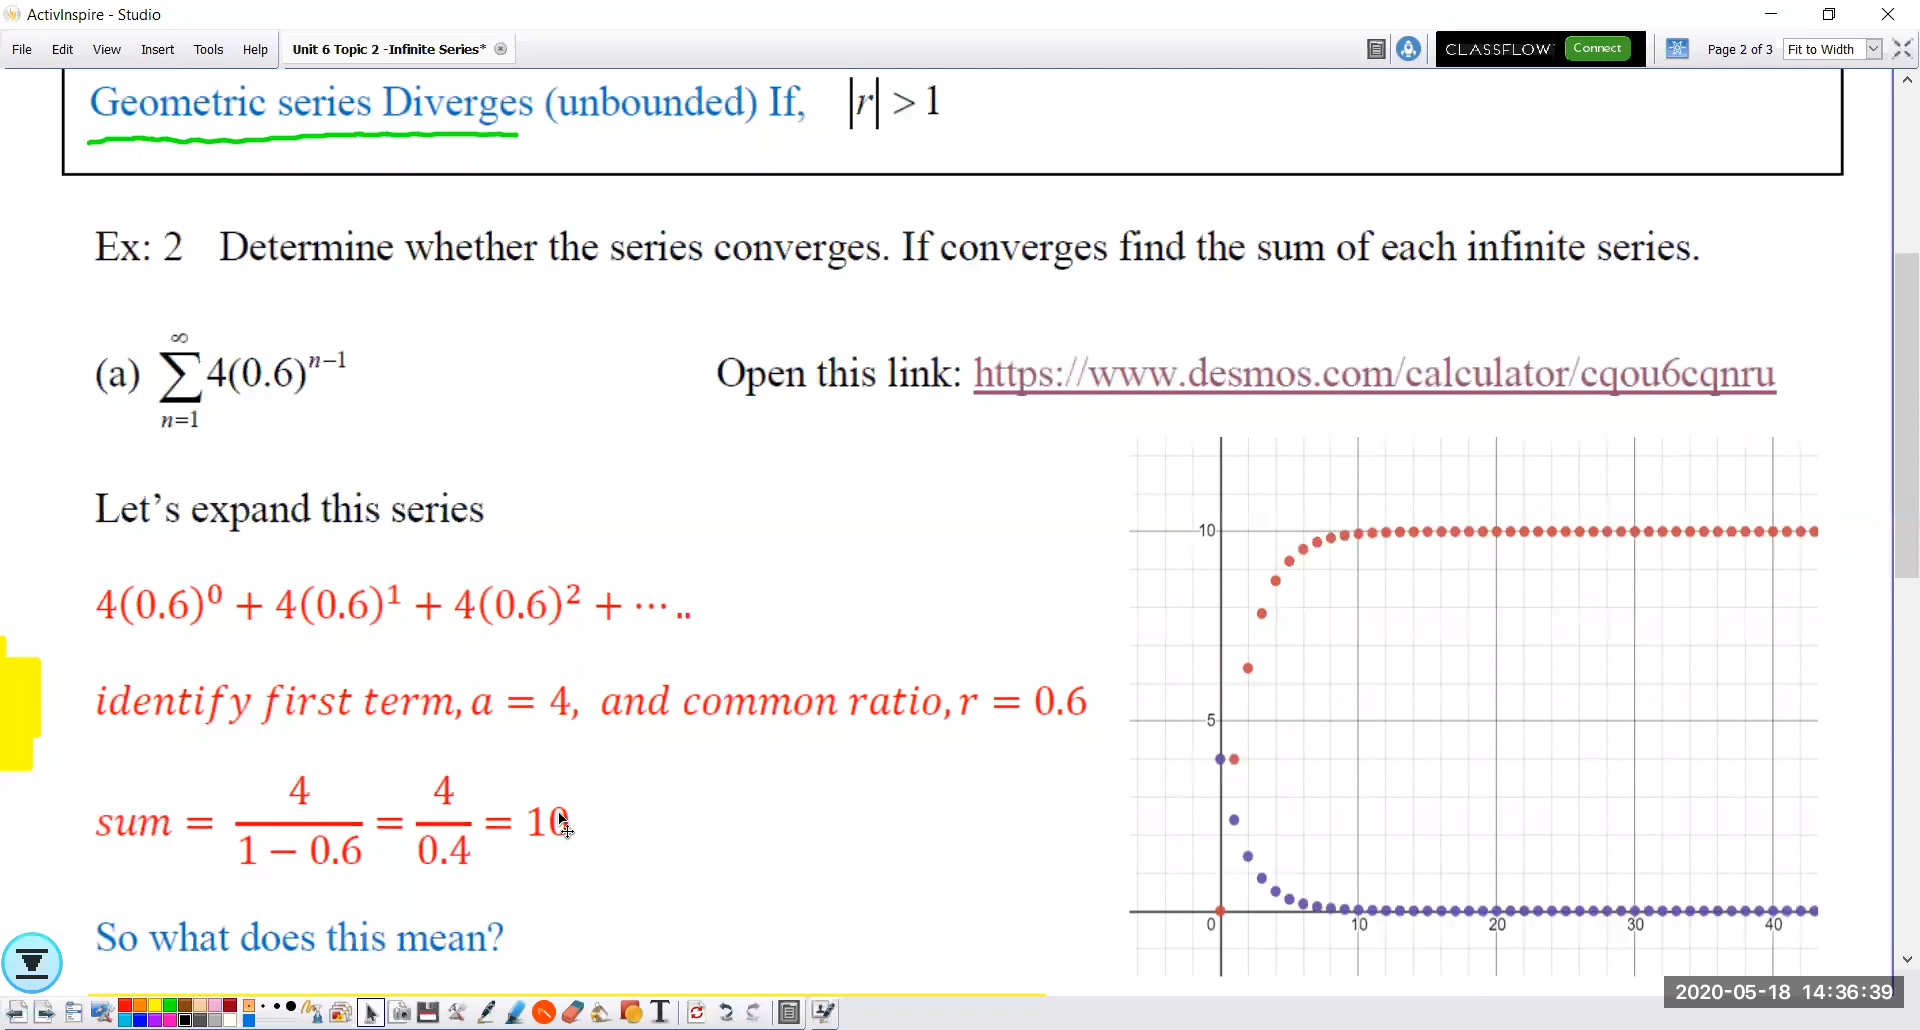 ActivInspire - Studio
File Edit View Insert Tools Help Unit 6 Topic 2 -Infinite Series* CLASSFLOW Connect Page 2 of 3 Fit to Width
Geometric series Diverges (unbounded) If, |r| > 1
Ex: 2 Determine whether the series converges. If converges find the sum of each infinite series.
(a) ∑_{n=1}^{∞} 4(0.6)^{n−1} Open this link: https://www.desmos.com/calculator/cqou6cqnru
Let’s expand this series
4(0.6)⁰ + 4(0.6)¹ + 4(0.6)² + ⋯ ..
identify first term, a = 4, and common ratio, r = 0.6
sum = 4/(1 − 0.6) = 4/0.4 = 10
So what does this mean?
10
5
0 10 20 30 40
2020-05-18 14:36:39